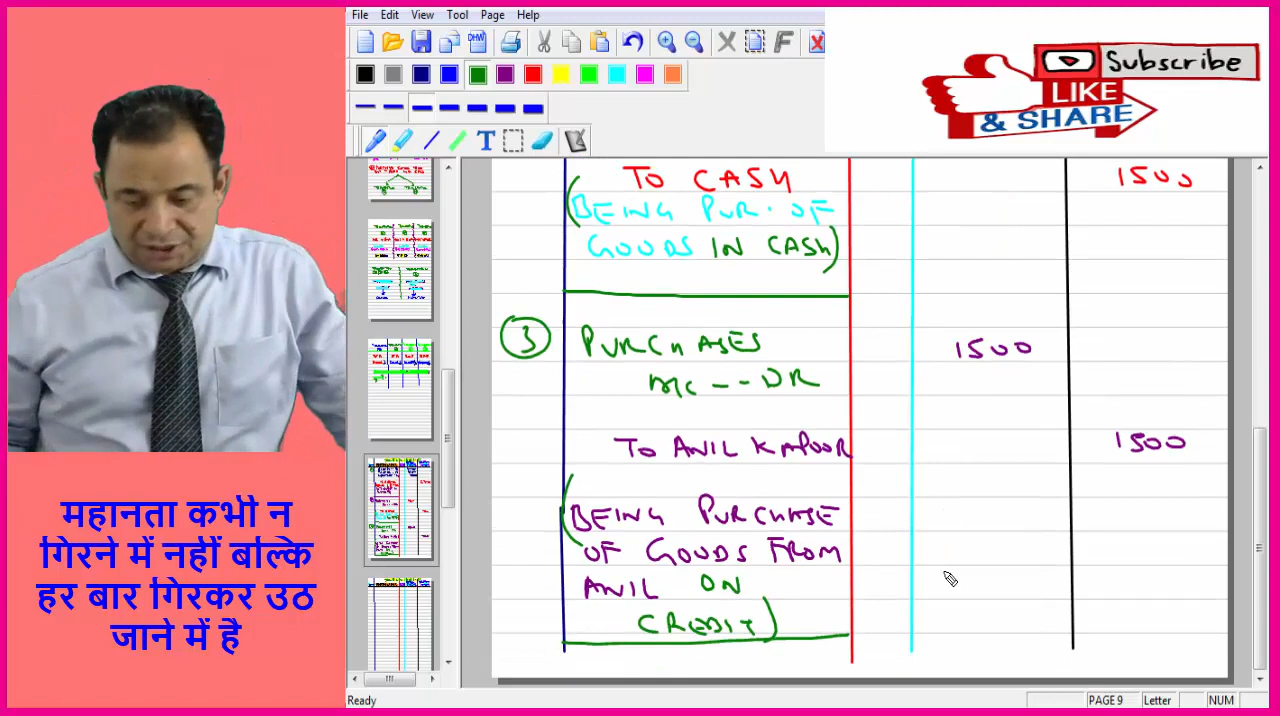 File Edit View Tool Page Help
Subscribe
LIKE
& SHARE
TO CASH 1500
(BEING PUR. OF
GOODS IN CASH)
3 PURCHASES 1500
A/C -- DR
TO ANIL KAPOOR 1500
(BEING PURCHASE
OF GOODS FROM
ANIL ON
CREDIT)
महानता कभी न
गिरने में नहीं बल्कि
हर बार गिरकर उठ
जाने में है
Ready PAGE 9 Letter NUM